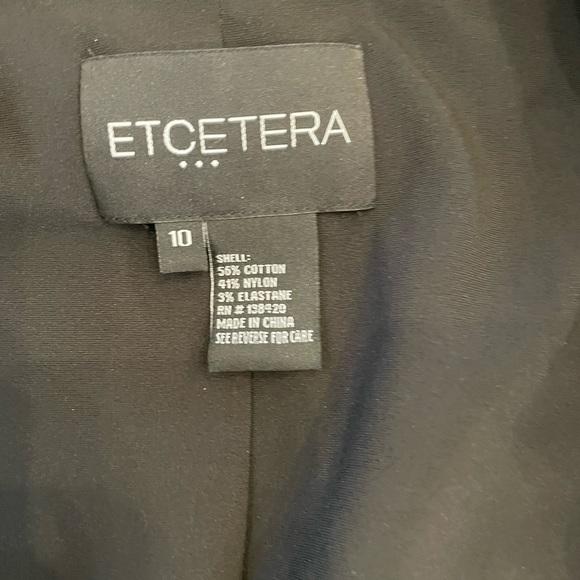 ETCETERA
10
SHELL:
56% COTTON
41% NYLON
3% ELASTANE
RN # 138420
MADE IN CHINA
SEE REVERSE FOR CARE